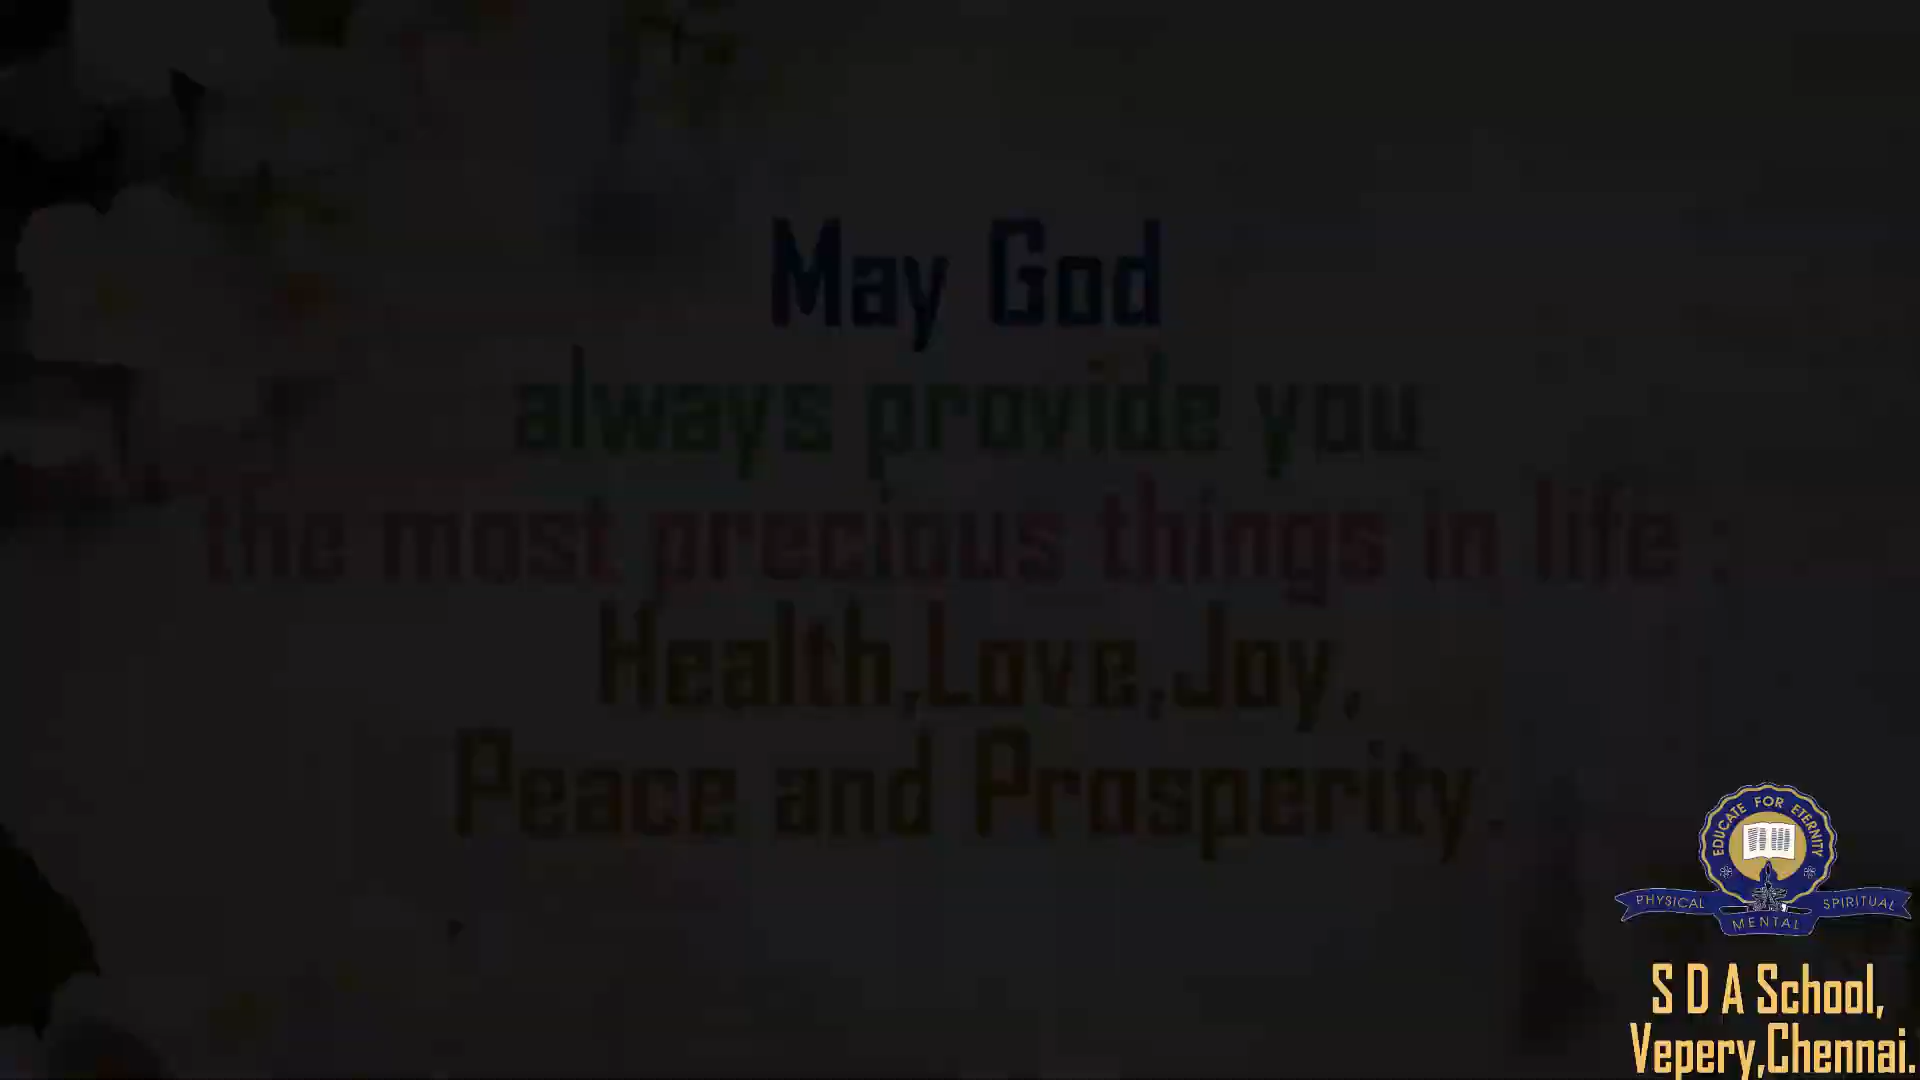 May God
always provide you
the most precious things in life :
Health,Love,Joy,
Peace and Prosperity.
EDUCATE FOR ETERNITY
PHYSICAL MENTAL SPIRITUAL
S D A School,
Vepery,Chennai.